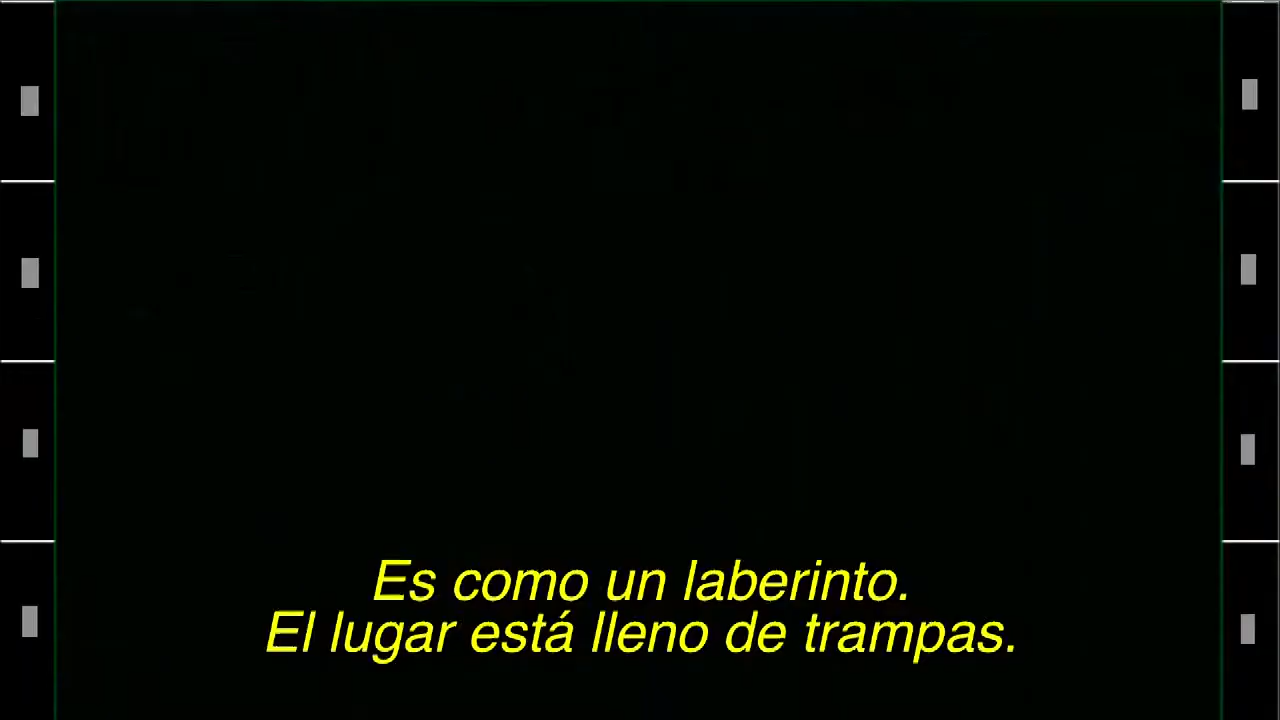 Es como un laberinto.
El lugar está lleno de trampas.